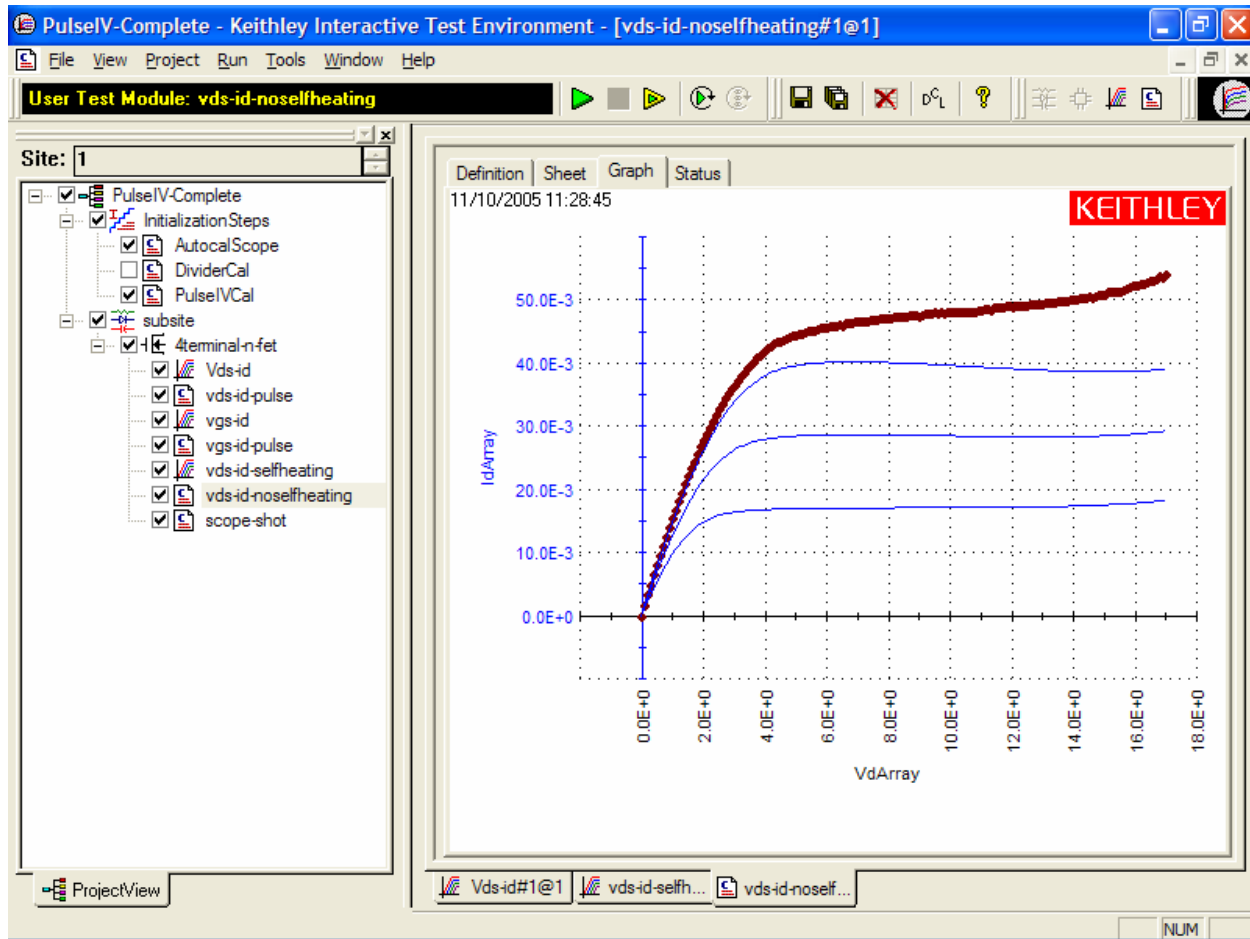 PulseIV-Complete - Keithley Interactive Test Environment - [vds-id-noselfheating#1@1]
File View Project Run Tools Window Help
User Test Module: vds-id-noselfheating
Site: 1
PulseIV-Complete
InitializationSteps
AutocalScope
DividerCal
PulseIVCal
subsite
4terminal-n-fet
Vds-id
vds-id-pulse
vgs-id
vgs-id-pulse
vds-id-selfheating
vds-id-noselfheating
scope-shot
ProjectView
Definition Sheet Graph Status
11/10/2005 11:28:45
KEITHLEY
50.0E-3
40.0E-3
30.0E-3
20.0E-3
10.0E-3
0.0E+0
IdArray
0.0E+0 2.0E+0 4.0E+0 6.0E+0 8.0E+0 10.0E+0 12.0E+0 14.0E+0 16.0E+0 18.0E+0
VdArray
Vds-id#1@1 vds-id-selfh... vds-id-noself...
NUM